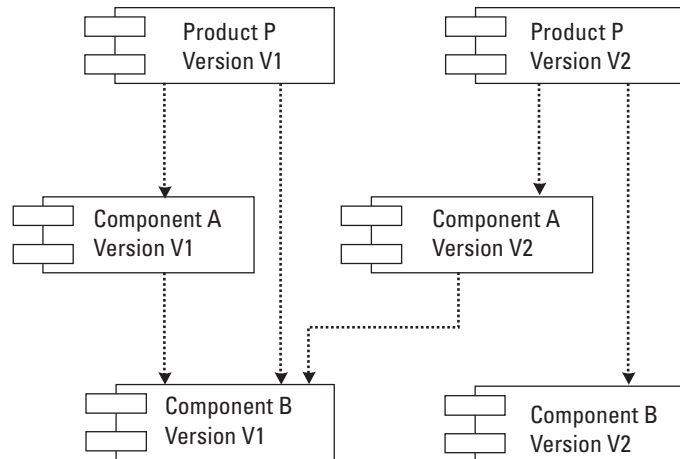 Product P
Version V1
Product P
Version V2
Component A
Version V1
Component A
Version V2
Component B
Version V1
Component B
Version V2